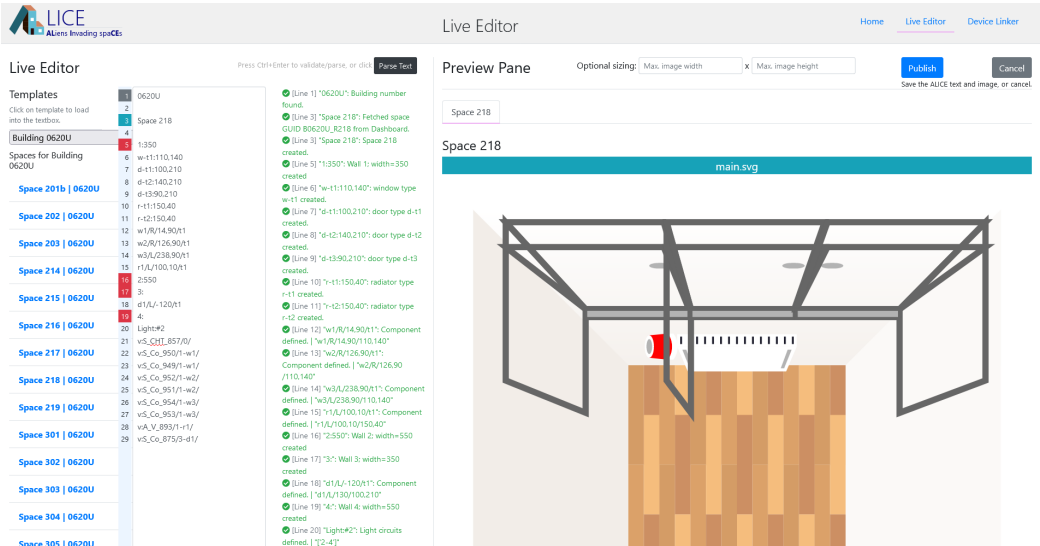 LICE
ALiens Invading spaCEs
Live Editor
Home
Live Editor
Device Linker
Live Editor
Press Ctrl+Enter to validate/parse, or click
Parse Text
Templates
Click on template to load
into the textbox.
Building 0620U
Spaces for Building
0620U
Space 201b | 0620U
Space 202 | 0620U
Space 203 | 0620U
Space 214 | 0620U
Space 215 | 0620U
Space 216 | 0620U
Space 217 | 0620U
Space 218 | 0620U
Space 219 | 0620U
Space 301 | 0620U
Space 302 | 0620U
Space 303 | 0620U
Space 304 | 0620U
Space 305 | 0620U
1 0620U
2
3 Space 218
4
5 1:350
6 w-t1:110,140
7 d-t1:100,210
8 d-t2:140,210
9 d-t3:90,210
10 r-t1:150,40
11 r-t2:150,40
12 w1/R/14,90/t1
13 w2/R/126,90/t1
14 w3/L/238,90/t1
15 r1/L/100,10/t1
16 2:550
17 3:
18 d1/L/-120/t1
19 4:
20 Light:#2
21 v:S_CHT_857/0/
22 v:S_Co_950/1-w1/
23 v:S_Co_949/1-w1/
24 v:S_Co_952/1-w2/
25 v:S_Co_951/1-w2/
26 v:S_Co_954/1-w3/
27 v:S_Co_953/1-w3/
28 v:A_V_893/1-r1/
29 v:S_Co_875/3-d1/
[Line 1] "0620U": Building number
found.
[Line 3] "Space 218": Fetched space
GUID B0620U_R218 from Dashboard.
[Line 3] "Space 218": Space 218
created.
[Line 5] "1:350": Wall 1; width=350
created
[Line 6] "w-t1:110,140": window type
w-t1 created.
[Line 7] "d-t1:100,210": door type d-t1
created.
[Line 8] "d-t2:140,210": door type d-t2
created.
[Line 9] "d-t3:90,210": door type d-t3
created.
[Line 10] "r-t1:150,40": radiator type
r-t1 created.
[Line 11] "r-t2:150,40": radiator type
r-t2 created.
[Line 12] "w1/R/14,90/t1": Component
defined. | "w1/R/14,90/110,140"
[Line 13] "w2/R/126,90/t1":
Component defined. | "w2/R/126,90
/110,140"
[Line 14] "w3/L/238,90/t1": Component
defined. | "w3/L/238,90/110,140"
[Line 15] "r1/L/100,10/t1": Component
defined. | "r1/L/100,10/150,40"
[Line 16] "2:550": Wall 2; width=550
created
[Line 17] "3:": Wall 3; width=350
created
[Line 18] "d1/L/-120/t1": Component
defined. | "d1/L/130/100,210"
[Line 19] "4:": Wall 4; width=550
created
[Line 20] "Light:#2": Light circuits
defined. | "['2-4']"
Preview Pane
Optional sizing:
Max. image width
x
Max. image height
Publish
Cancel
Save the ALICE text and image, or cancel.
Space 218
Space 218
main.svg